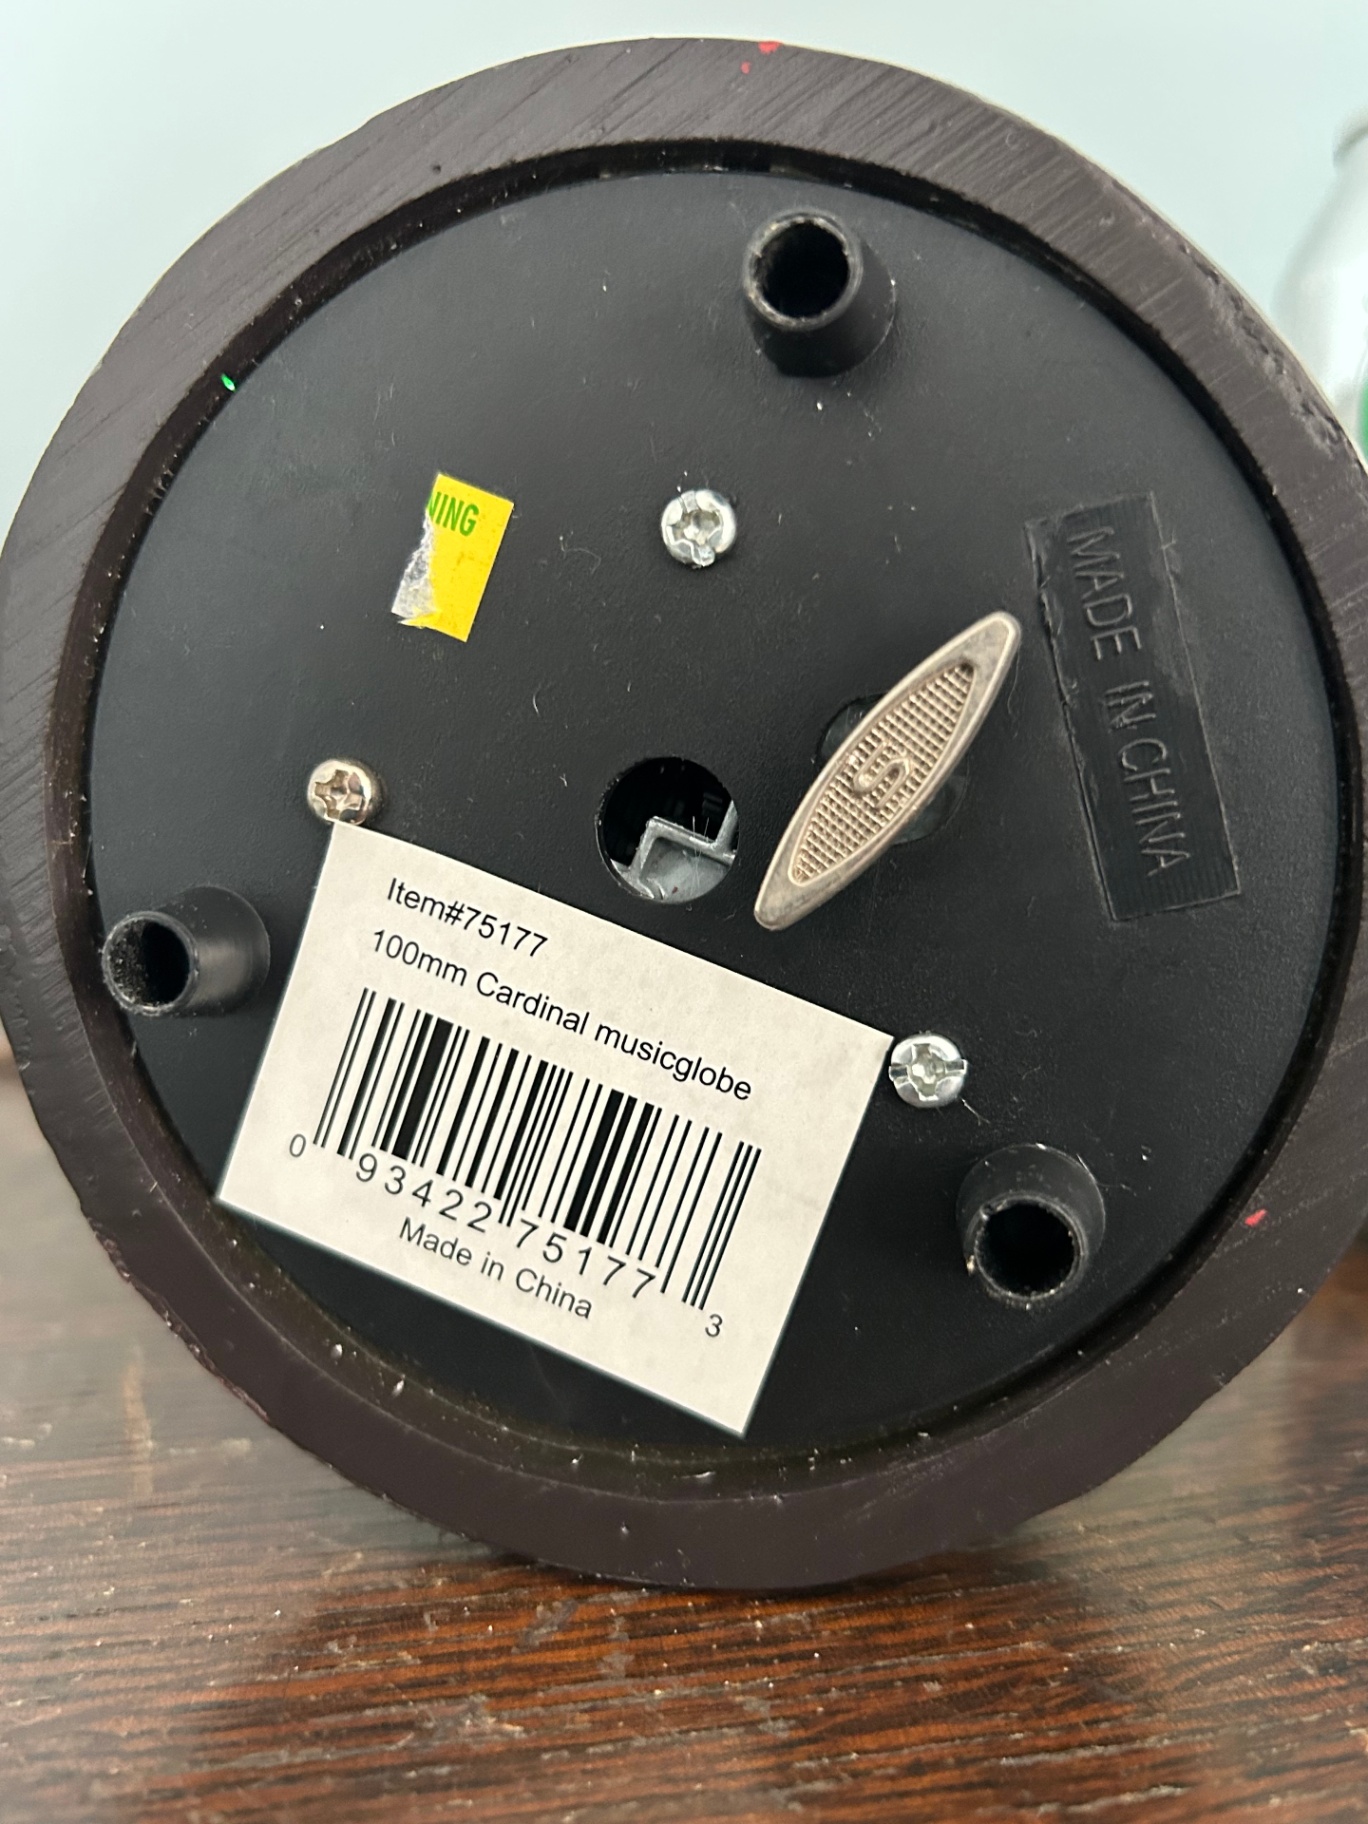 NING
S
MADE IN CHINA
Item#75177
100mm Cardinal musicglobe
0 93422 75177 3
Made in China